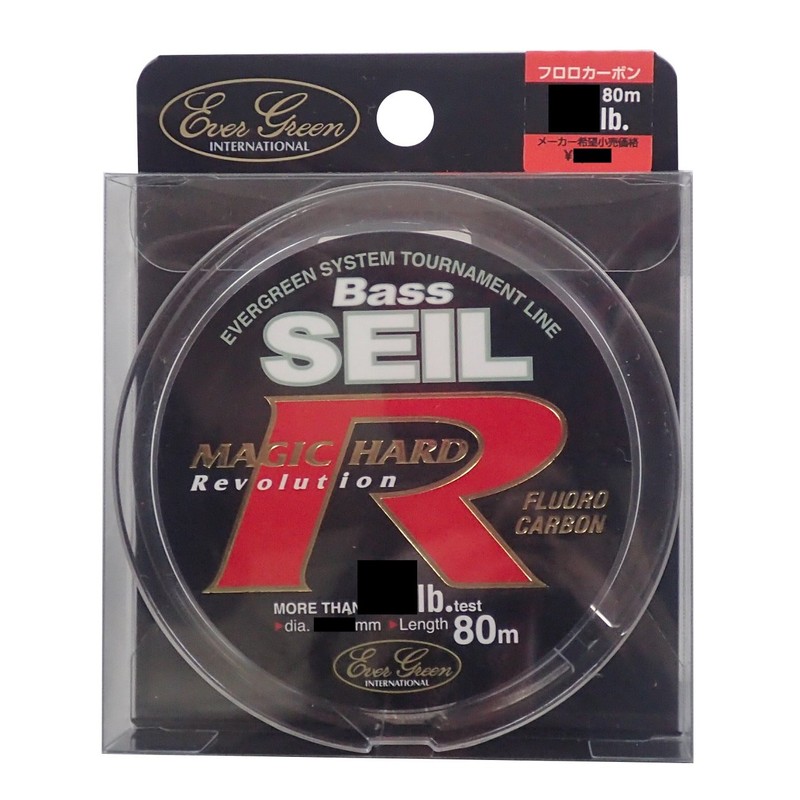 Ever Green
INTERNATIONAL
フロロカーボン
80m
lb.
メーカー希望小売価格
¥
EVERGREEN SYSTEM TOURNAMENT LINE
Bass
SEIL
R
MAGIC HARD
Revolution
FLUORO
CARBON
MORE THAN lb.test
dia. mm Length 80m
Ever Green
INTERNATIONAL